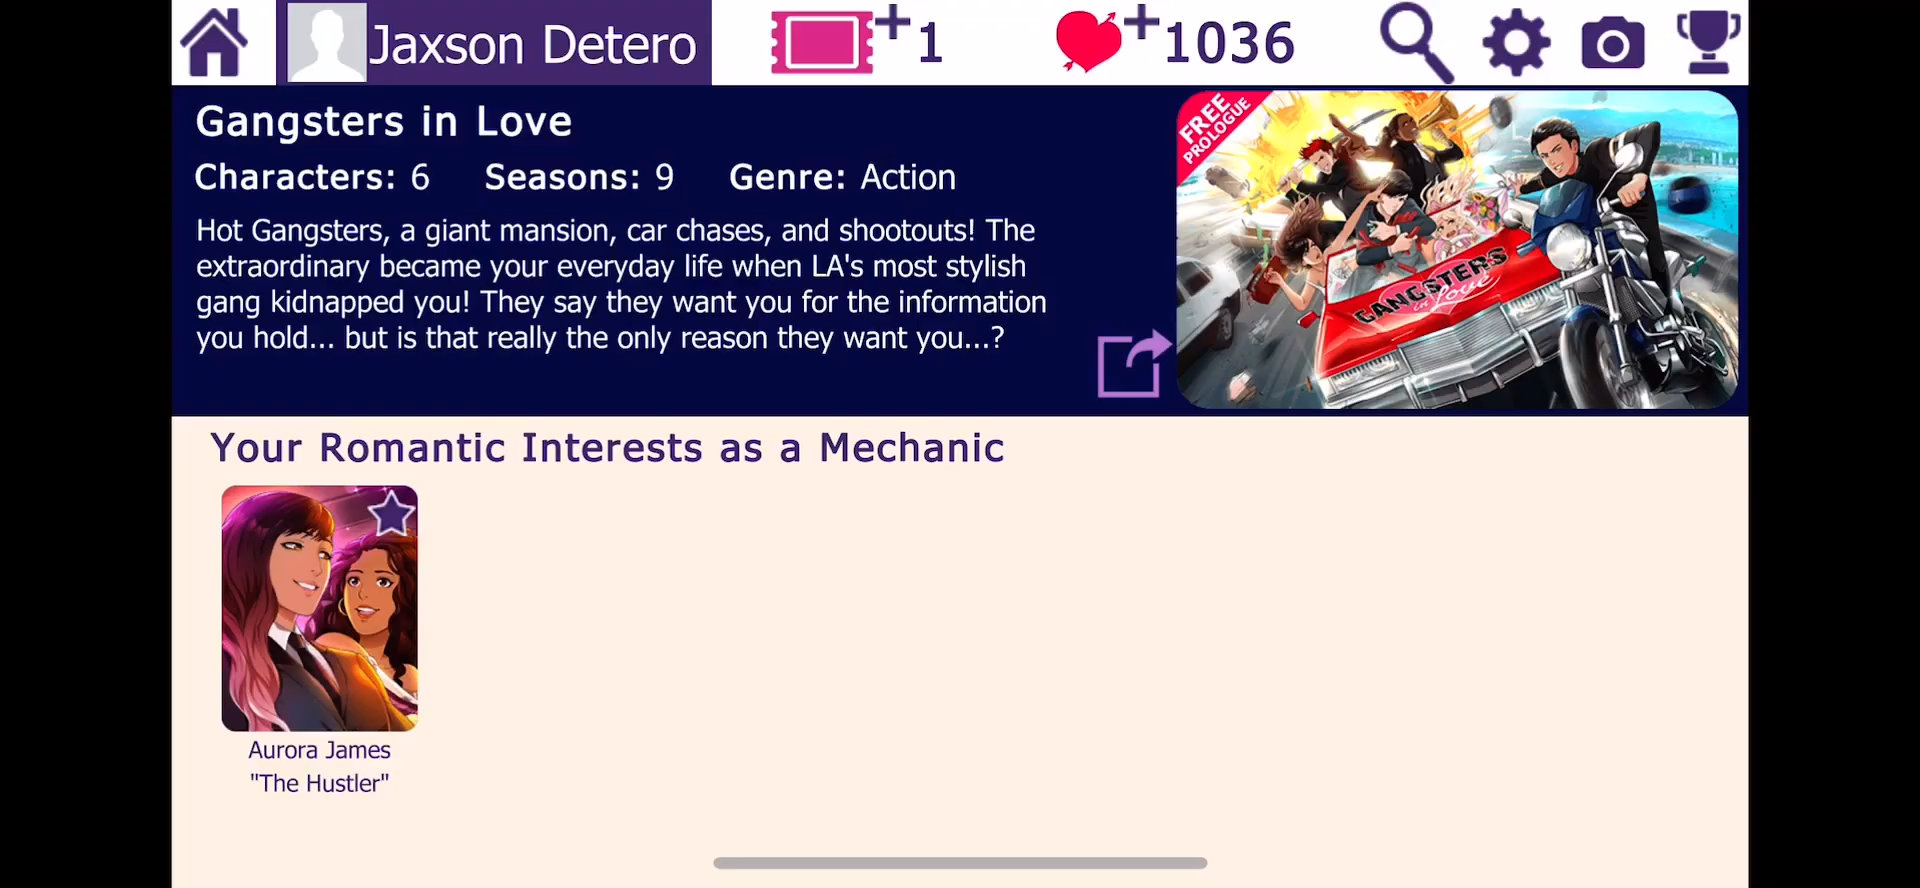 Jaxson Detero
+1
+1036
Gangsters in Love
Characters: 6 Seasons: 9 Genre: Action
Hot Gangsters, a giant mansion, car chases, and shootouts! The
extraordinary became your everyday life when LA's most stylish
gang kidnapped you! They say they want you for the information
you hold... but is that really the only reason they want you...?
FREE
PROLOGUE
GANGSTERS
in Love
Your Romantic Interests as a Mechanic
Aurora James
"The Hustler"